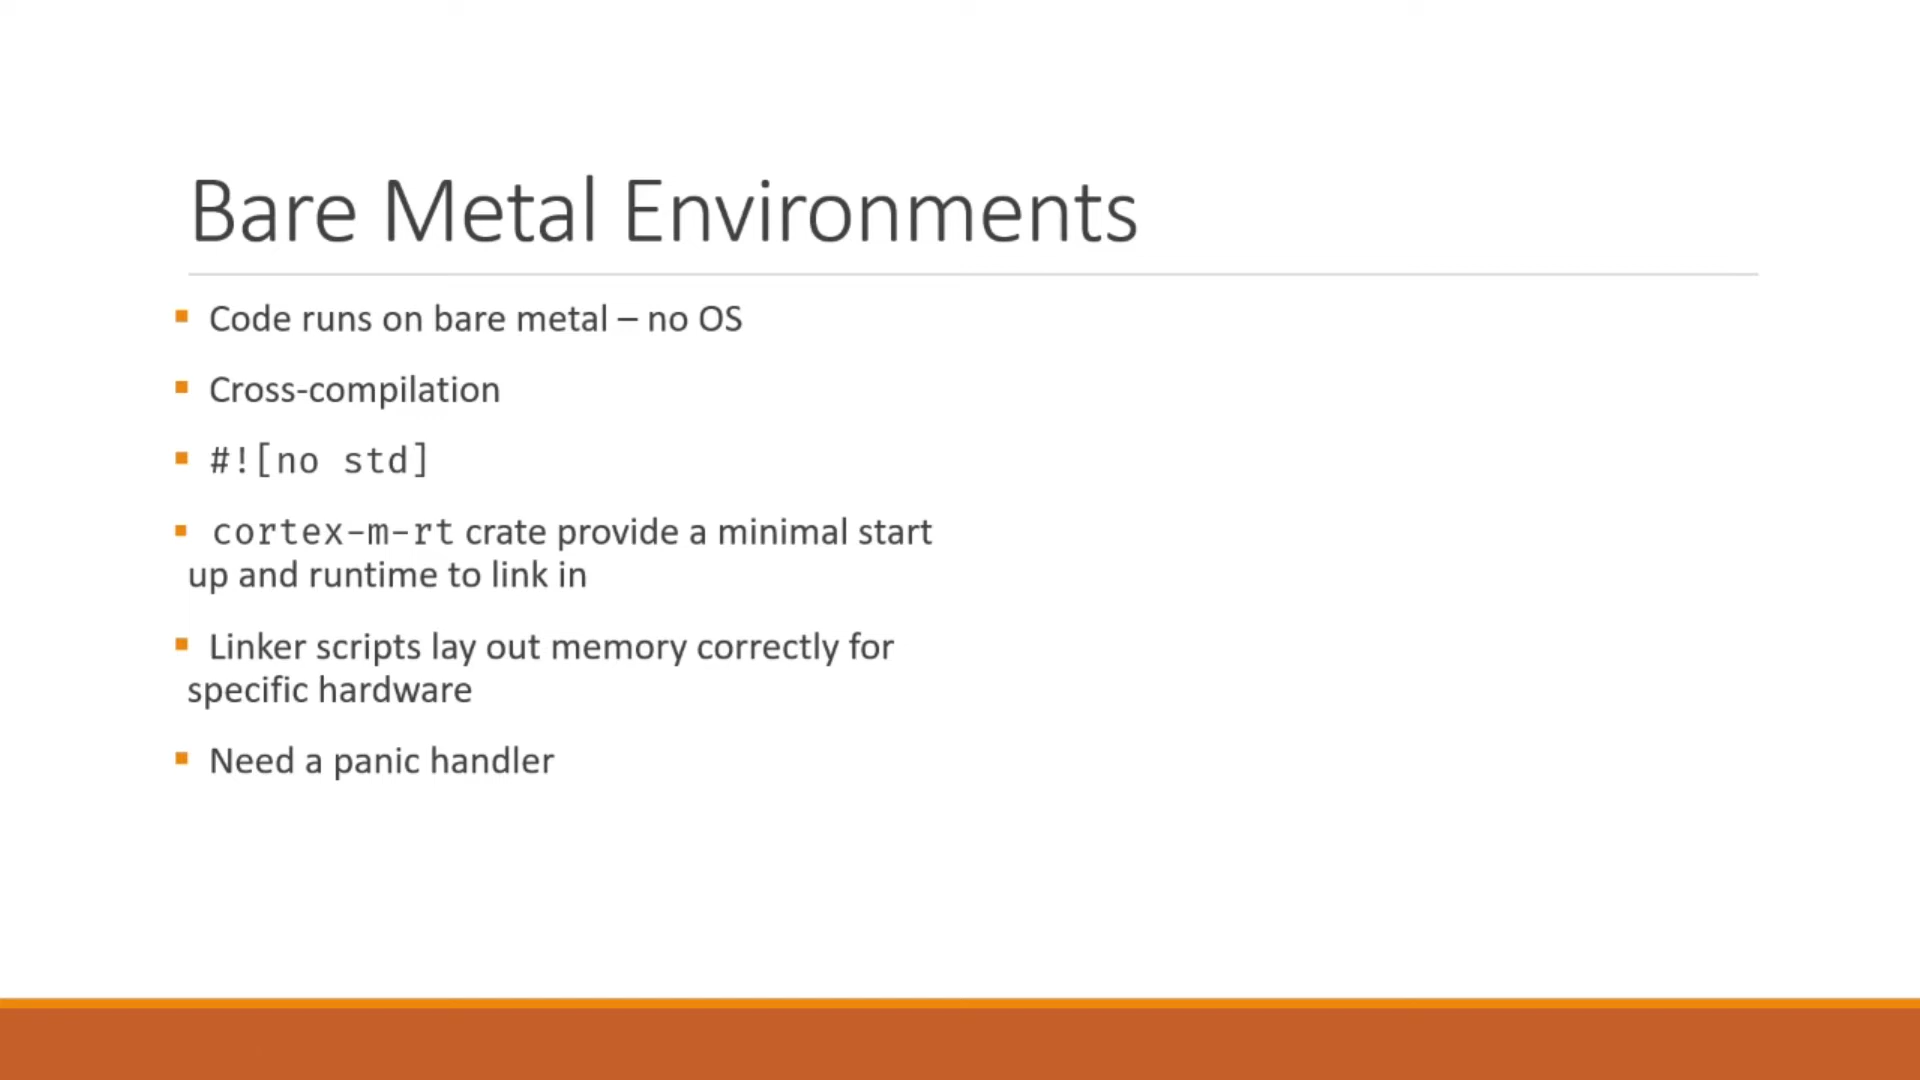 Bare Metal Environments
Code runs on bare metal – no OS
Cross-compilation
#![no std]
cortex-m-rt crate provide a minimal start
up and runtime to link in
Linker scripts lay out memory correctly for
specific hardware
Need a panic handler